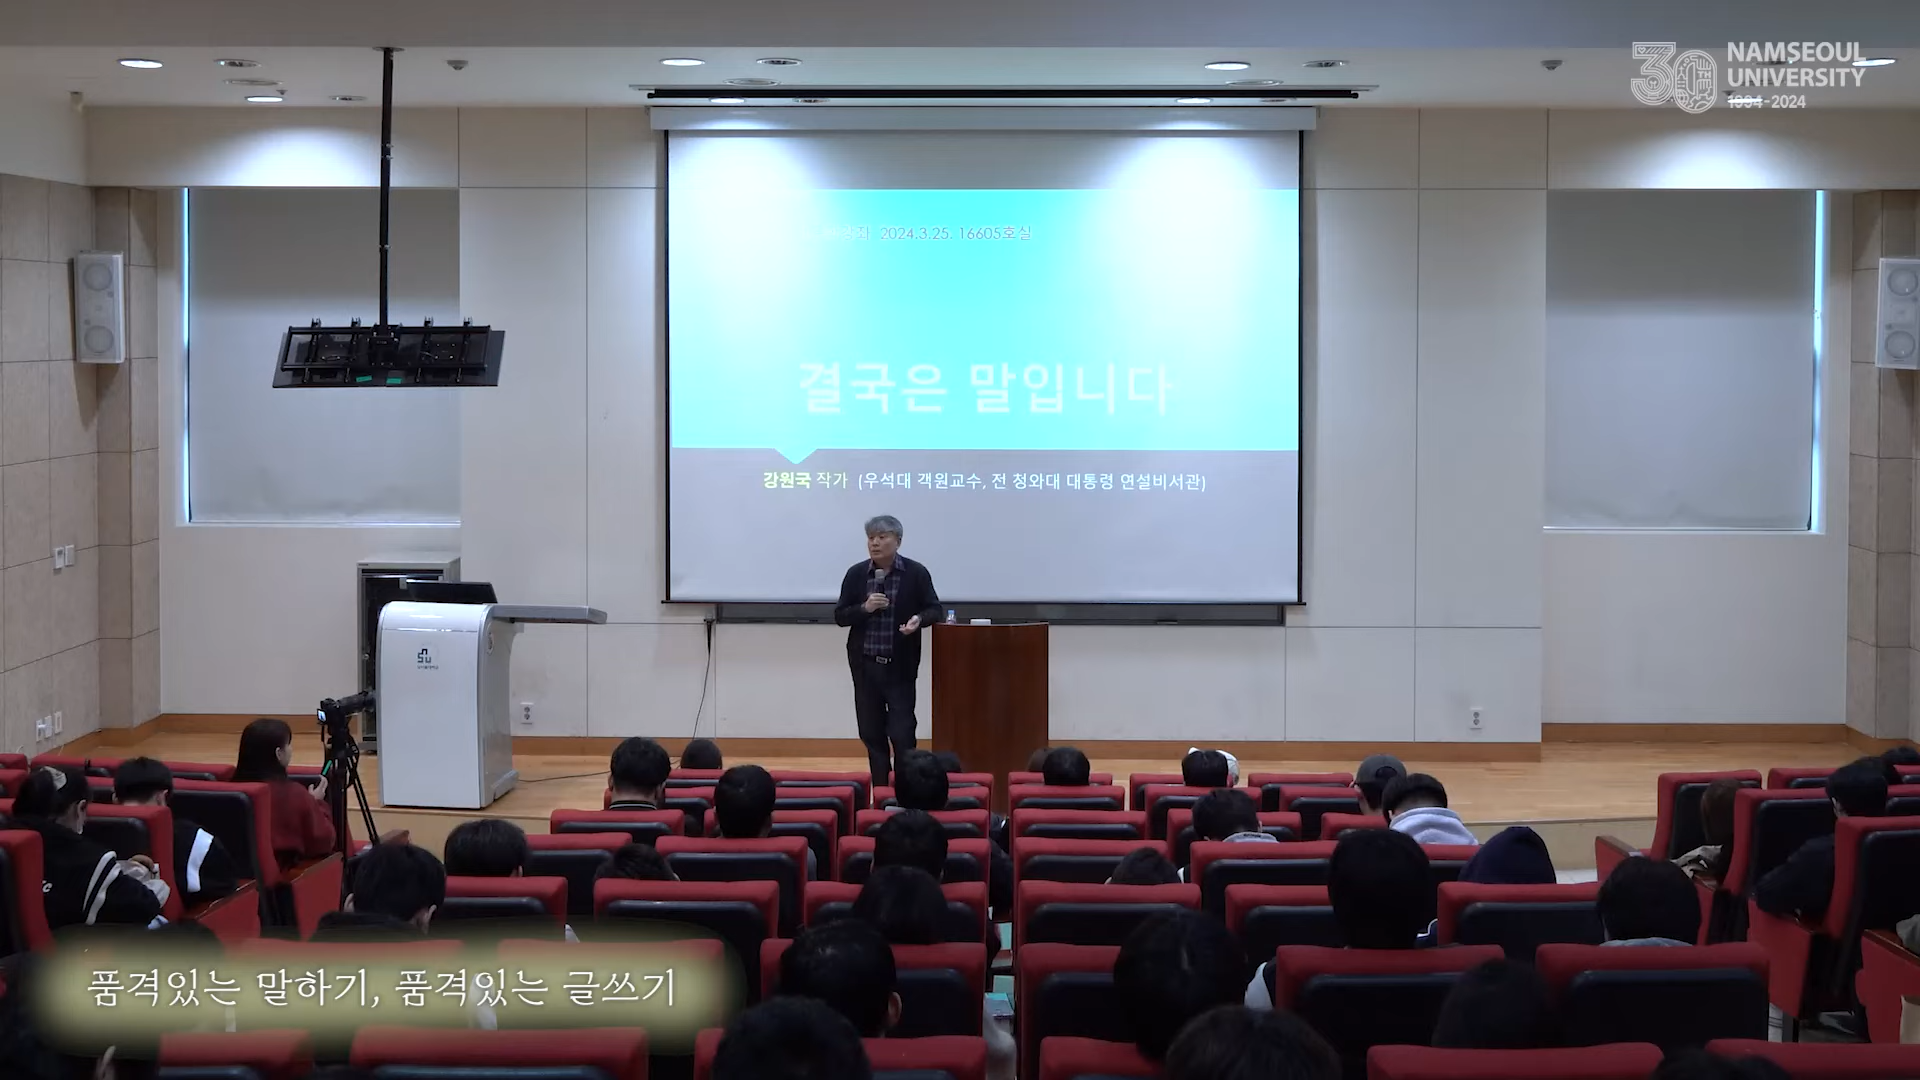 30 NAMSEOUL
UNIVERSITY
1994-2024
2024.3.25. 16605호실
결국은 말입니다
강원국 작가 (우석대 객원교수, 전 청와대 대통령 연설비서관)
품격있는 말하기, 품격있는 글쓰기